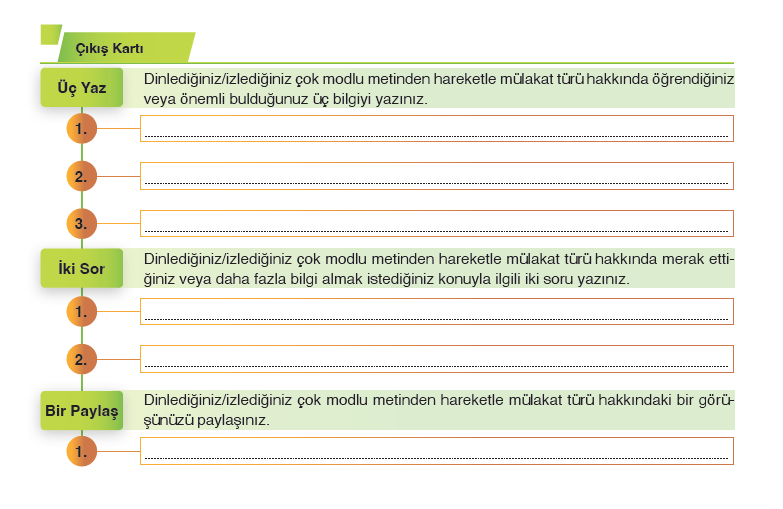 Çıkış Kartı
Üç Yaz
Dinlediğiniz/izlediğiniz çok modlu metinden hareketle mülakat türü hakkında öğrendiğiniz
veya önemli bulduğunuz üç bilgiyi yazınız.
1.
2.
3.
İki Sor
Dinlediğiniz/izlediğiniz çok modlu metinden hareketle mülakat türü hakkında merak etti-
ğiniz veya daha fazla bilgi almak istediğiniz konuyla ilgili iki soru yazınız.
1.
2.
Bir Paylaş
Dinlediğiniz/izlediğiniz çok modlu metinden hareketle mülakat türü hakkındaki bir görü-
şünüzü paylaşınız.
1.